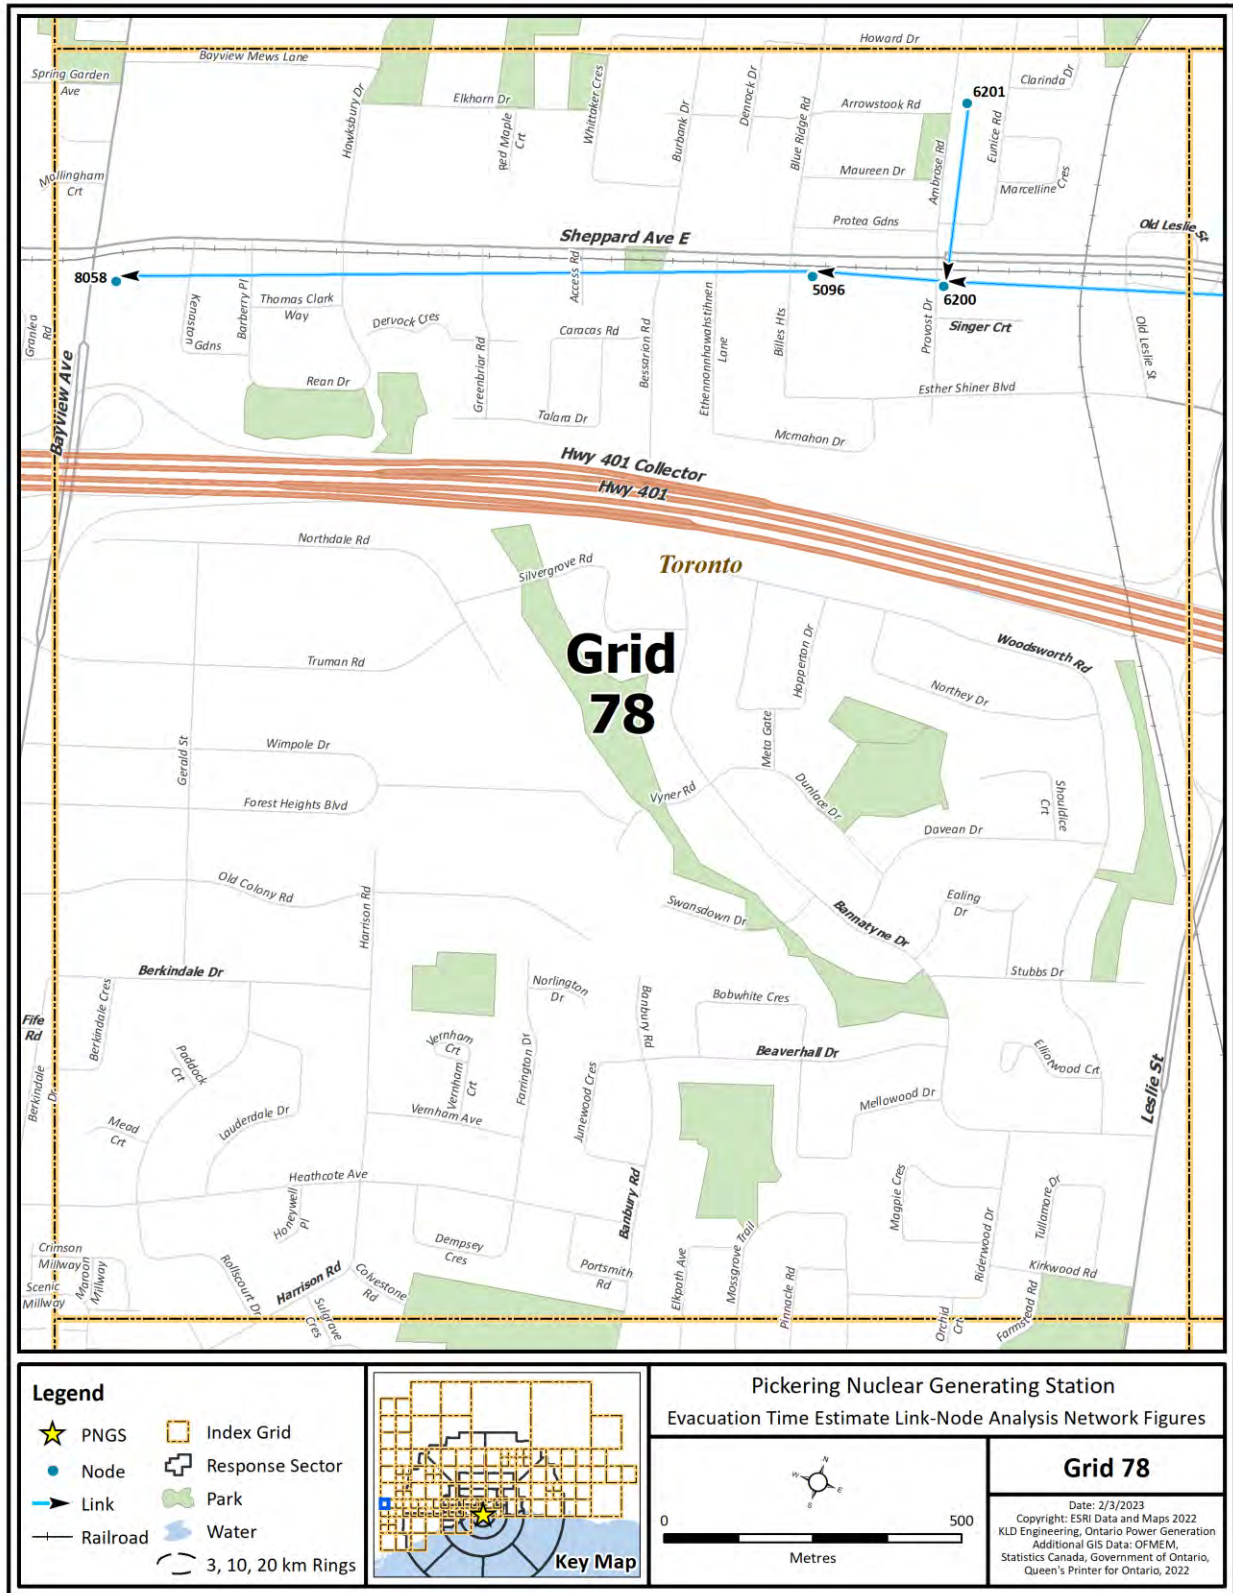 Howard Dr
Bayview Mews Lane
Spring Garden
Ave
Clarinda Dr
6201
Elkhorn Dr
Whittaker Cres
Denrock Dr
Arrowstook Rd
Hawksbury Dr
Red Maple
Crt
Burbank Dr
Blue Ridge Rd
Eunice Rd
Ambrose Rd
Maureen Dr
Mallingham
Crt
Marcelline Cres
Protea Gdns
Old Leslie St
Sheppard Ave E
8058
Access Rd
5096
6200
Kenaston
Gdns
Barberry Pl
Thomas Clark
Way
Dervock Cres
Caracas Rd
Granlea
Rd
Greenbriar Rd
Bessarion Rd
Ethennonnhawahstihnen
Lane
Billes Hts
Provost Dr
Singer Crt
Old Leslie St
Rean Dr
Esther Shiner Blvd
Talara Dr
Mcmahon Dr
Bayview Ave
Hwy 401 Collector
Hwy 401
Northdale Rd
Silvergrove Rd
Toronto
Grid
78
Woodsworth Rd
Hopperton Dr
Truman Rd
Northey Dr
Gerald St
Wimpole Dr
Meta Gate
Vyner Rd
Dunlace Dr
Shouldice
Crt
Forest Heights Blvd
Davean Dr
Old Colony Rd
Harrison Rd
Swansdown Dr
Bannatyne Dr
Ealing
Dr
Berkindale Dr
Stubbs Dr
Berkindale Cres
Norlington
Dr
Banbury Rd
Bobwhite Cres
Fife
Rd
Vernham
Crt
Beaverhall Dr
Elliotwood Crt
Paddock
Crt
Vernham
Crt
Farrington Dr
Junewood Cres
Berkindale
Dr
Mellowood Dr
Leslie St
Mead
Crt
Lauderdale Dr
Vernham Ave
Heathcote Ave
Honeywell
Pl
Banbury Rd
Magpie Cres
Tullamore Dr
Riderwood Dr
Crimson
Millway
Maroon
Millway
Scenic
Millway
Rollscourt Dr
Harrison Rd
Sulgrave
Cres
Colvestone
Rd
Dempsey
Cres
Portsmith
Rd
Elkpath Ave
Mossgrove Trail
Pinnacle Rd
Kirkwood Rd
Orchid
Crt
Farmstead Rd
Legend
PNGS
Node
Link
Railroad
Index Grid
Response Sector
Park
Water
3, 10, 20 km Rings
Key Map
Pickering Nuclear Generating Station
Evacuation Time Estimate Link-Node Analysis Network Figures
N
W
E
S
0
500
Metres
Grid 78
Date: 2/3/2023
Copyright: ESRI Data and Maps 2022
KLD Engineering, Ontario Power Generation
Additional GIS Data: OFMEM,
Statistics Canada, Government of Ontario,
Queen's Printer for Ontario, 2022